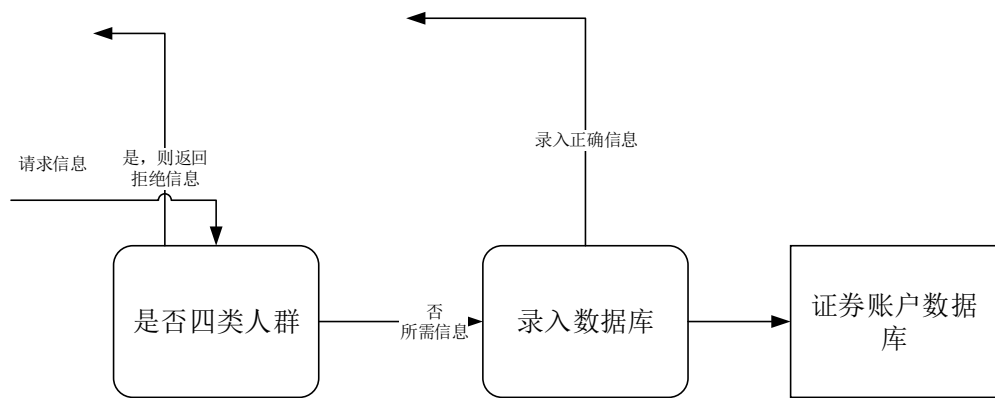 录入正确信息
请求信息
是，则返回
拒绝信息
是否四类人群
否
所需信息
录入数据库
证券账户数据
库